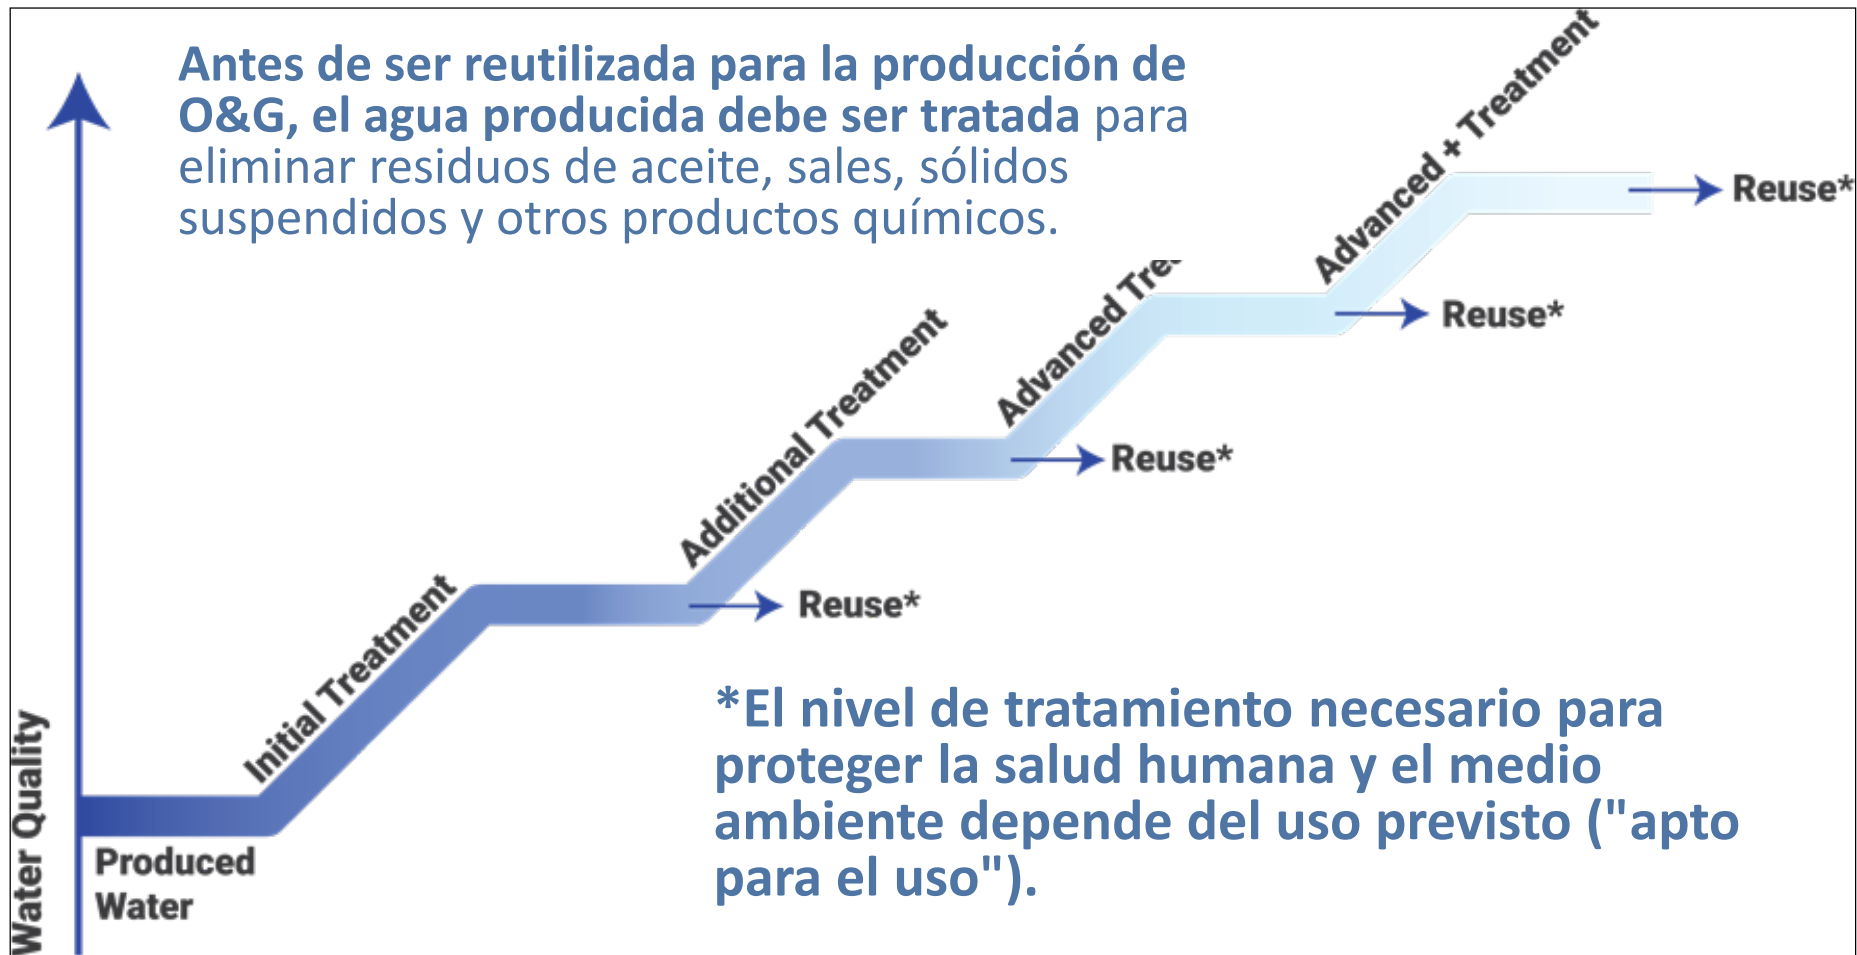 Antes de ser reutilizada para la producción de
O&G, el agua producida debe ser tratada para
eliminar residuos de aceite, sales, sólidos
suspendidos y otros productos químicos.
Advanced + Treatment
Reuse*
Advanced
Reuse*
Additional Treatment
Reuse*
Initial Treatment
Reuse*
*El nivel de tratamiento necesario para
proteger la salud humana y el medio
ambiente depende del uso previsto ("apto
para el uso").
Water Quality
Produced
Water